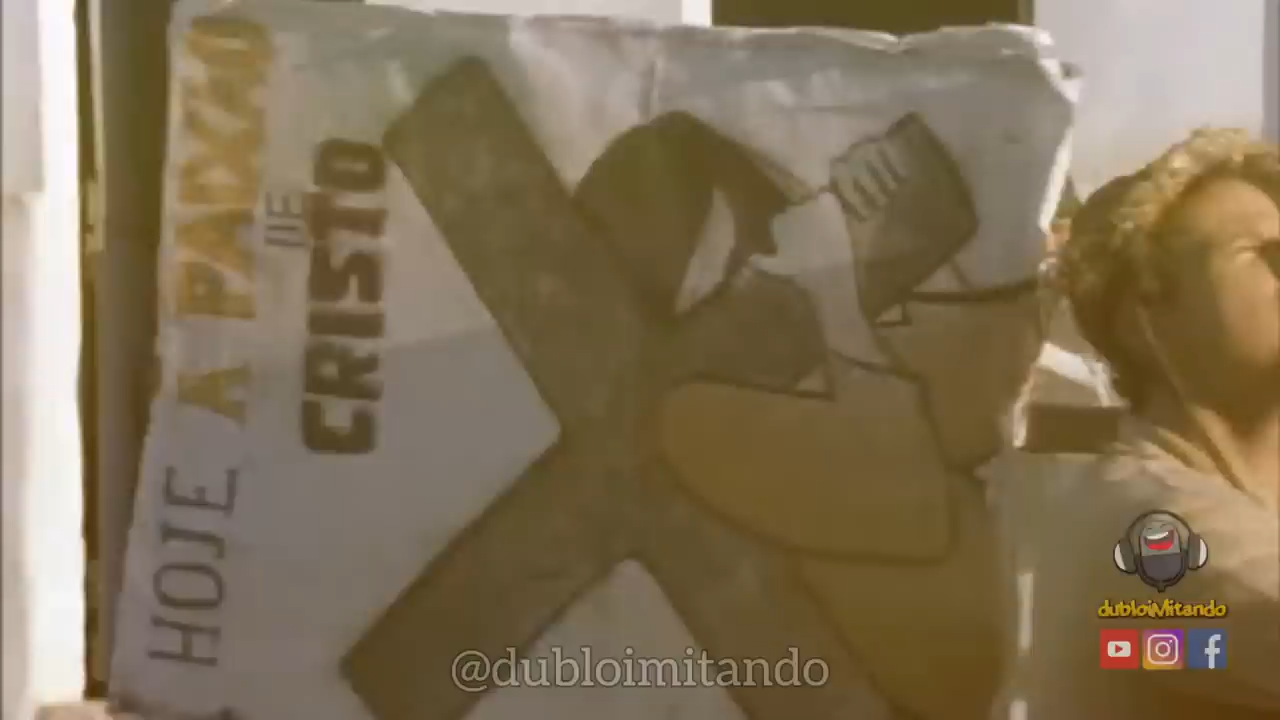 HOJE A PAIXÃO
DE
CRISTO
dubloiMitando
@dubloimitando